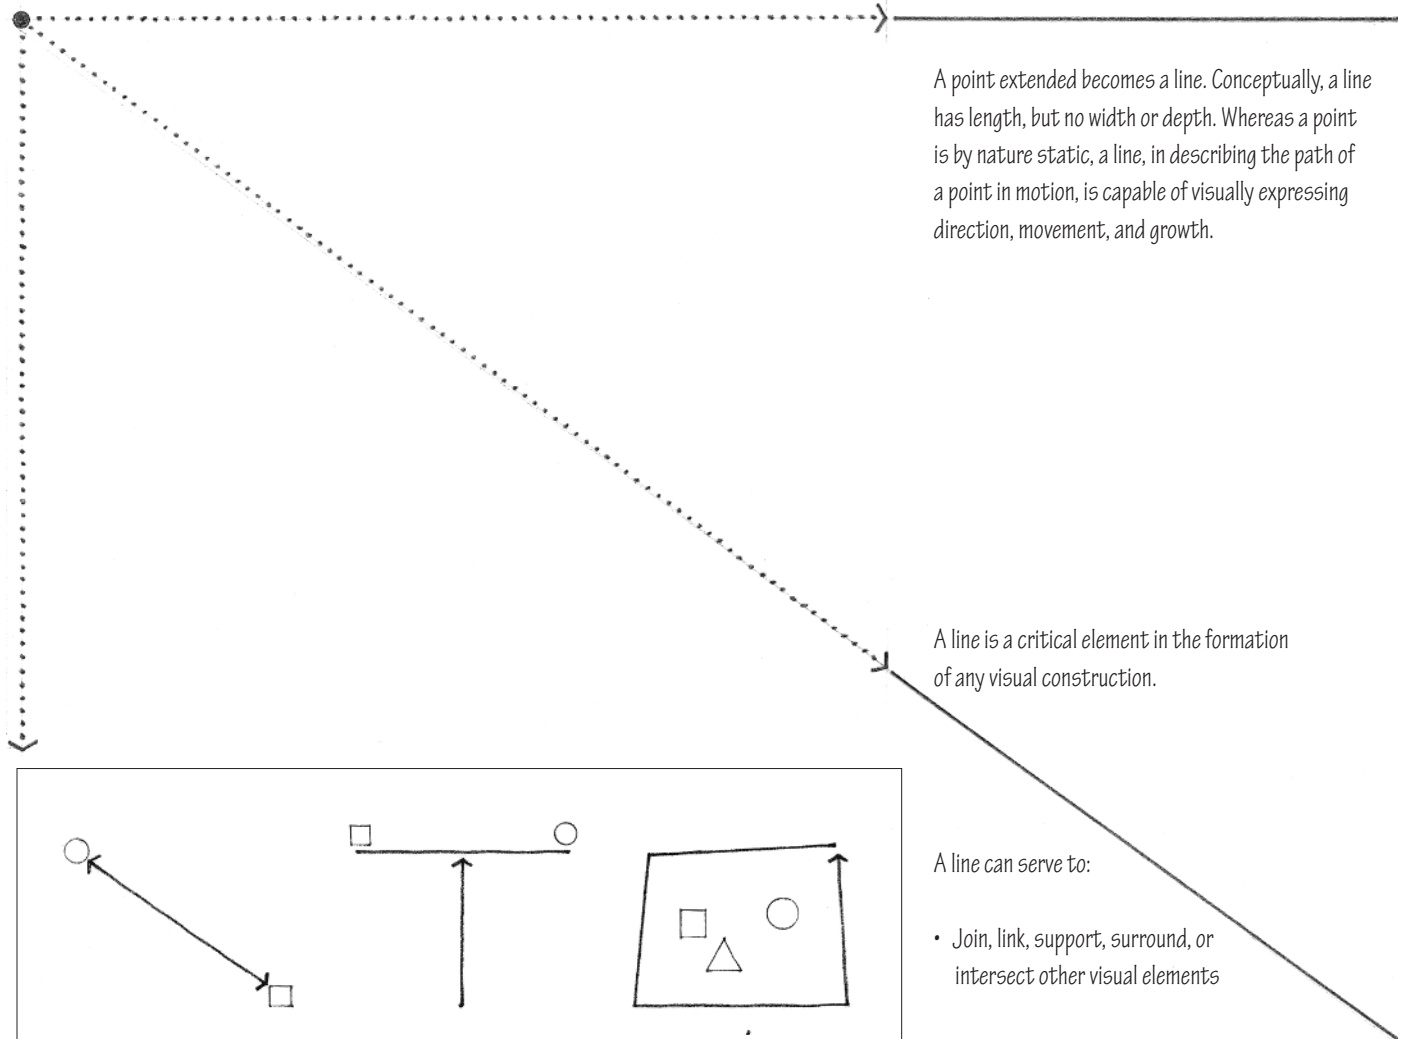 A point extended becomes a line. Conceptually, a line
has length, but no width or depth. Whereas a point
is by nature static, a line, in describing the path of
a point in motion, is capable of visually expressing
direction, movement, and growth.
A line is a critical element in the formation
of any visual construction.
A line can serve to:
• Join, link, support, surround, or
intersect other visual elements